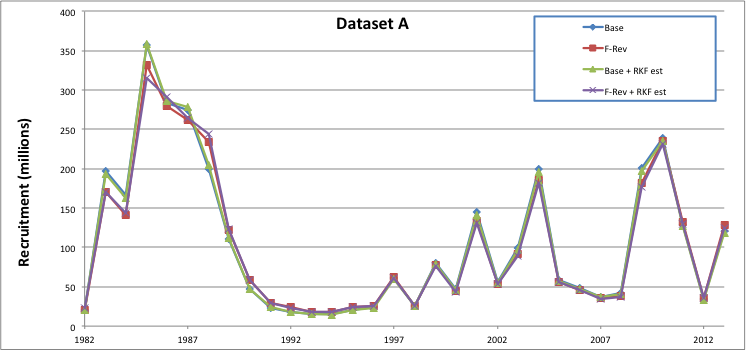 Dataset A
Base
F-Rev
Base + RKF est
F-Rev + RKF est
Recruitment (millions)
400
350
300
250
200
150
100
50
0
1982 1987 1992 1997 2002 2007 2012